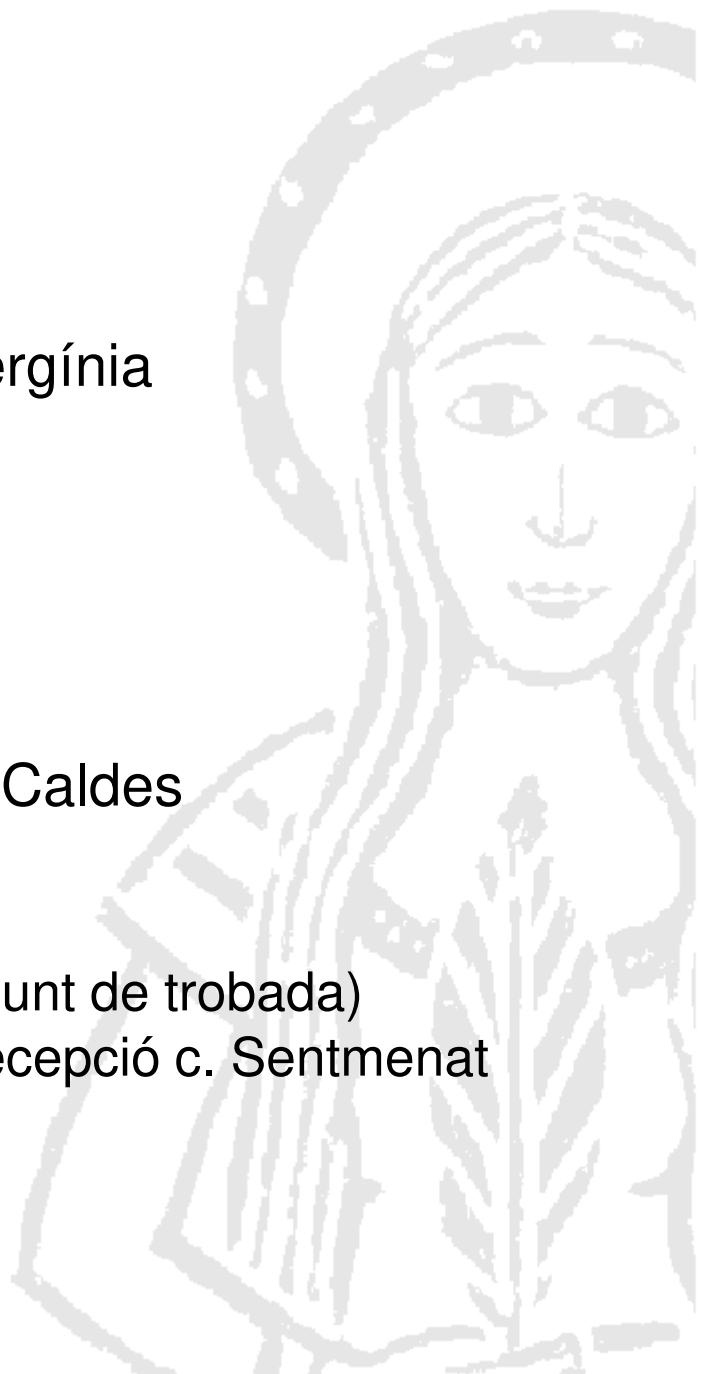 ergínia
Caldes
unt de trobada)
ecepció c. Sentmenat